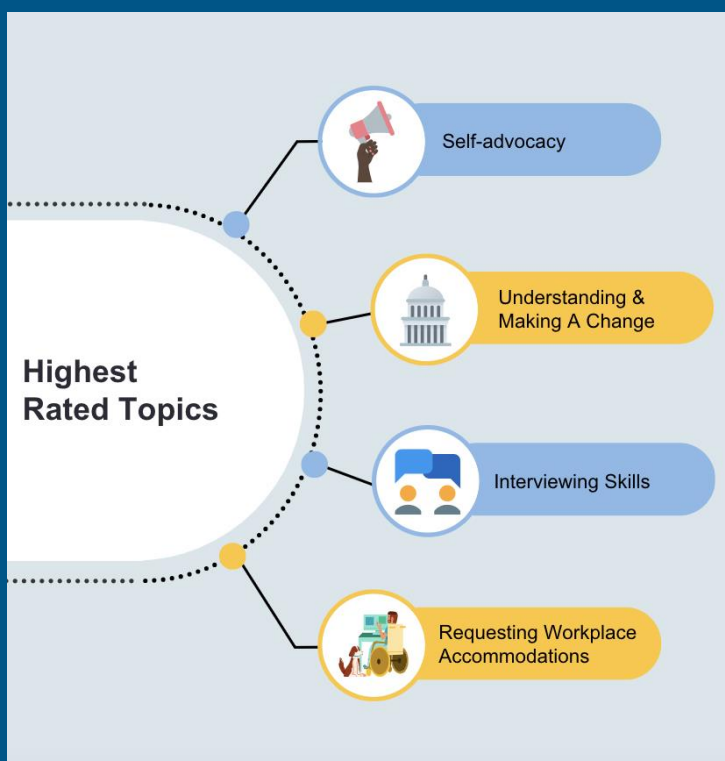 Highest
Rated Topics
Self-advocacy
Understanding &
Making A Change
Interviewing Skills
Requesting Workplace
Accommodations